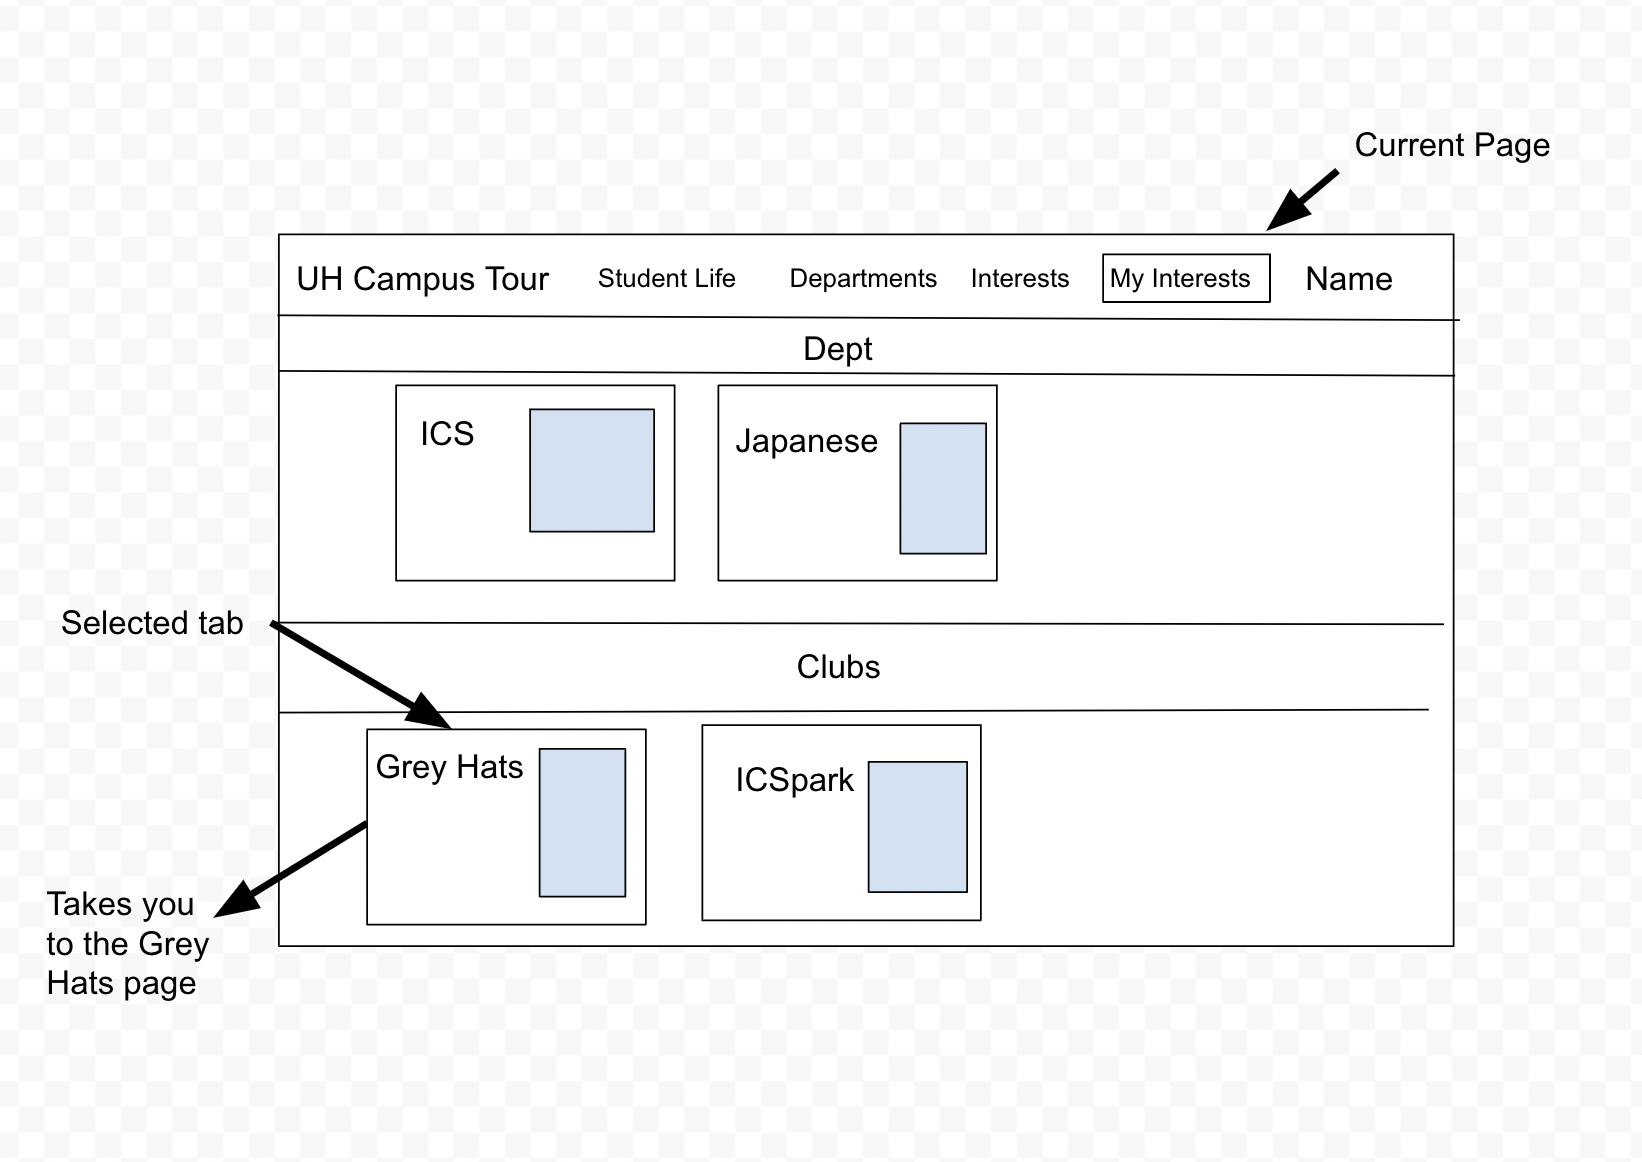 Current Page
UH Campus Tour Student Life Departments Interests My Interests Name
Dept
ICS
Japanese
Selected tab
Clubs
Grey Hats
ICSpark
Takes you
to the Grey
Hats page